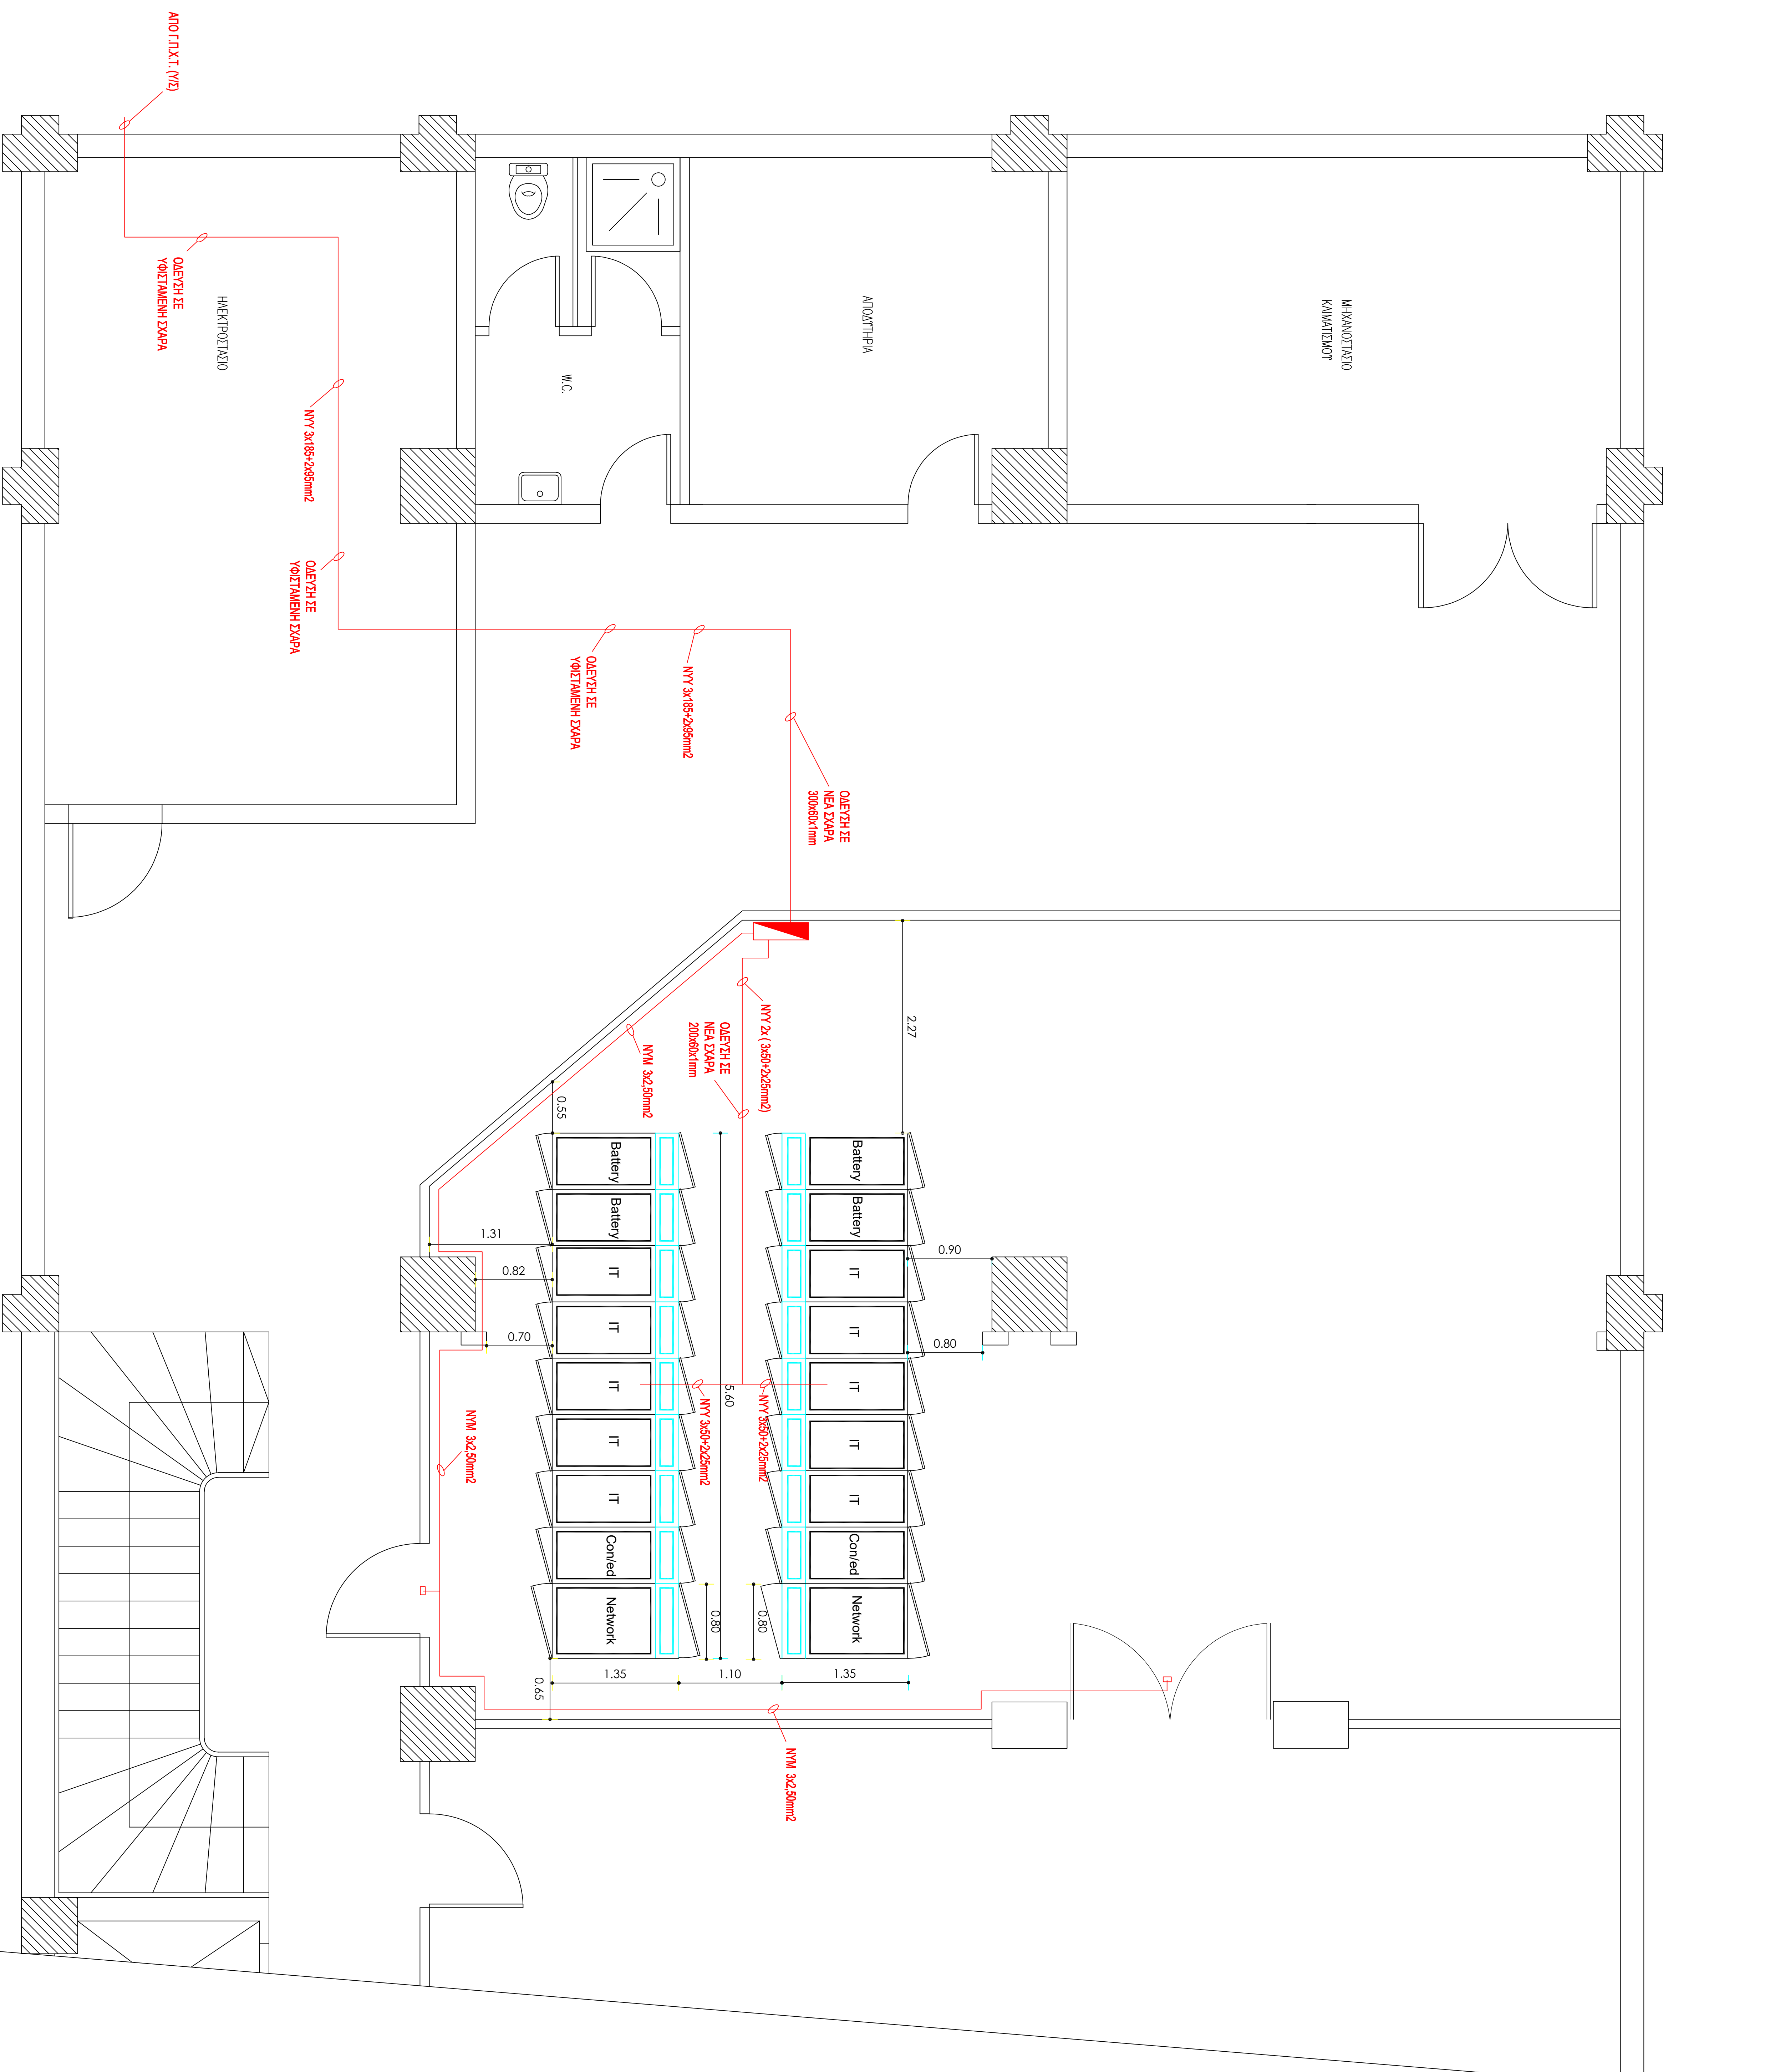 ΜΗΧΑΝΟΣΤΑΣΙΟ
ΚΛΙΜΑΤΙΣΜΟΥ
ΑΠΟΔΥΤΗΡΙΑ
W.C.
ΗΛΕΚΤΡΟΣΤΑΣΙΟ
ΑΠΟ Γ.Π.Χ.Τ. (Υ/Σ)
ΟΔΕΥΣΗ ΣΕ
ΥΦΙΣΤΑΜΕΝΗ ΣΧΑΡΑ
NYY 3x185+2x95mm2
ΟΔΕΥΣΗ ΣΕ
ΥΦΙΣΤΑΜΕΝΗ ΣΧΑΡΑ
ΟΔΕΥΣΗ ΣΕ
ΥΦΙΣΤΑΜΕΝΗ ΣΧΑΡΑ
NYY 3x185+2x95mm2
ΟΔΕΥΣΗ ΣΕ
ΝΕΑ ΣΧΑΡΑ
300x60x1mm
2.27
NYY 2x ( 3x50+2x25mm2)
ΟΔΕΥΣΗ ΣΕ
ΝΕΑ ΣΧΑΡΑ
200x60x1mm
NYM 3x2,50mm2
0.55
0.90
0.80
Battery
Battery
IT
IT
IT
IT
IT
Con/ed
Network
NYY 3x50+2x25mm2
0.80
5.60
NYY 3x50+2x25mm2
0.80
Battery
Battery
IT
IT
IT
IT
IT
Con/ed
Network
1.35
1.10
1.35
0.65
1.31
0.82
0.70
NYM 3x2,50mm2
NYM 3x2,50mm2